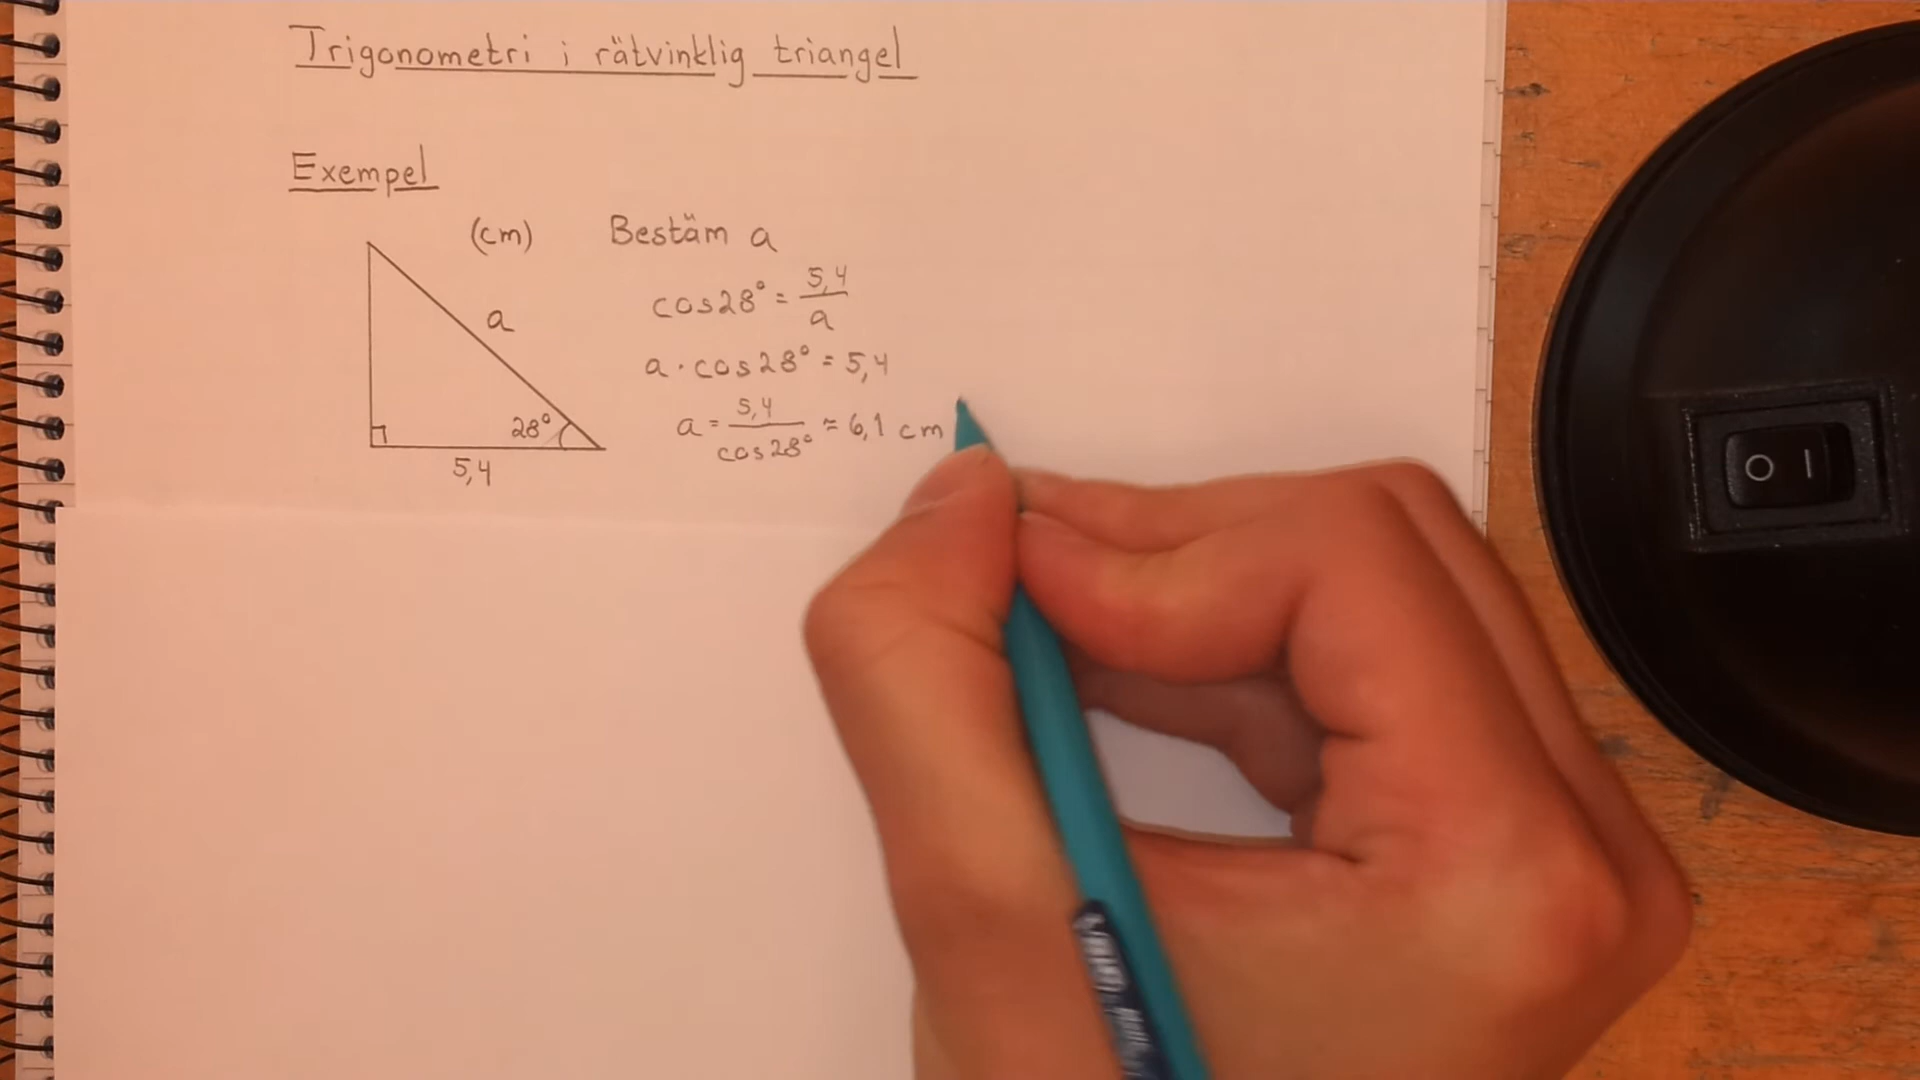 Trigonometri i rätvinklig triangel
Exempel
(cm)
a
28°
5,4
Bestäm a
cos28° = 5,4/a
a · cos28° = 5,4
a = 5,4/cos28° ≈ 6,1 cm
O I